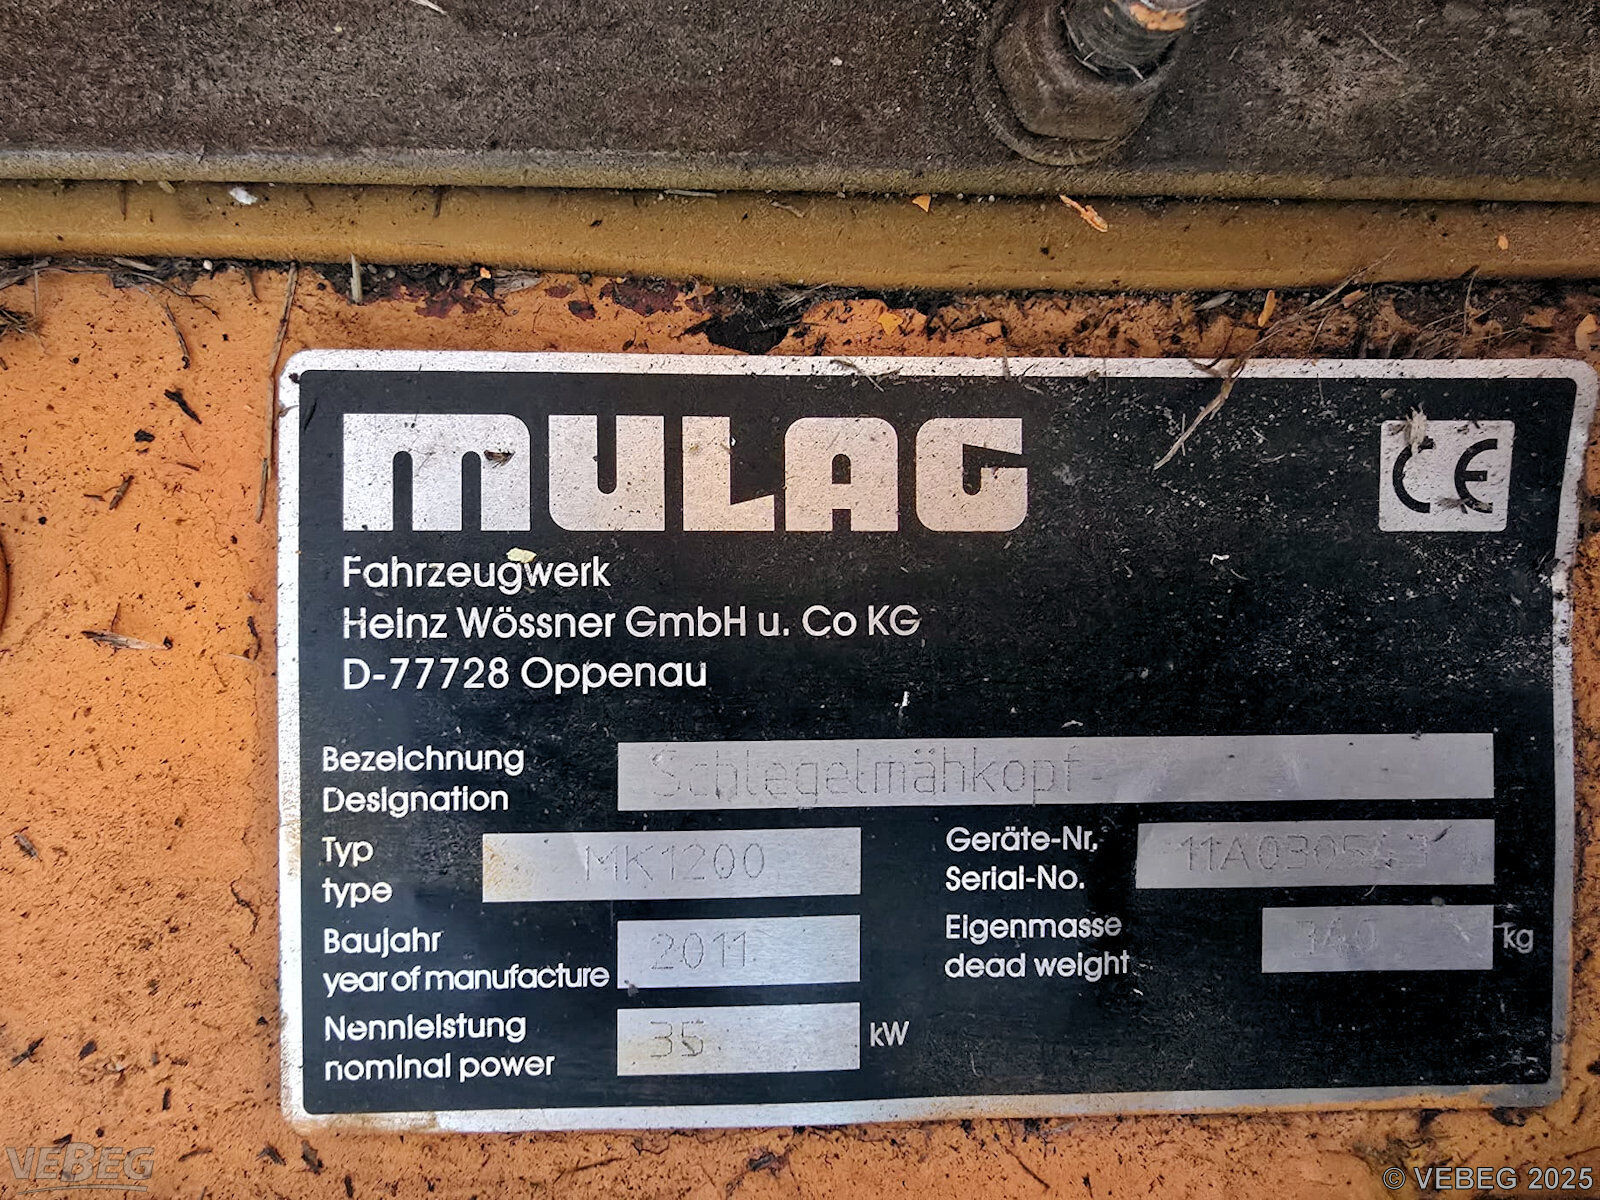 MULAG
CE
Fahrzeugwerk
Heinz Wössner GmbH u. Co KG
D-77728 Oppenau
Bezeichnung
Designation
Schlegelmähkopf
Typ
type
MK1200
Geräte-Nr.
Serial-No.
Baujahr
year of manufacture
2011
Eigenmasse
dead weight
kg
Nennleistung
nominal power
35 kW
VEBEG
© VEBEG 2025